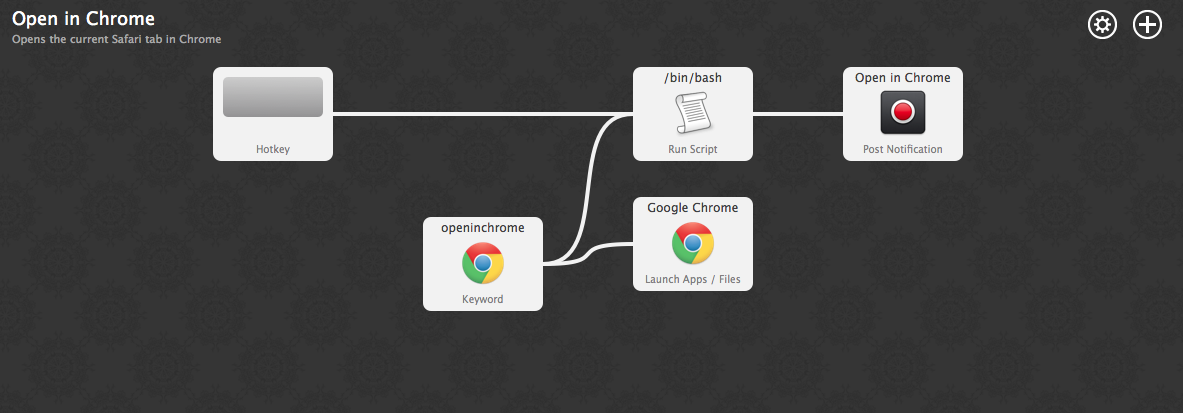 Open in Chrome
Opens the current Safari tab in Chrome
Hotkey
/bin/bash
Run Script
Open in Chrome
Post Notification
openinchrome
Keyword
Google Chrome
Launch Apps / Files